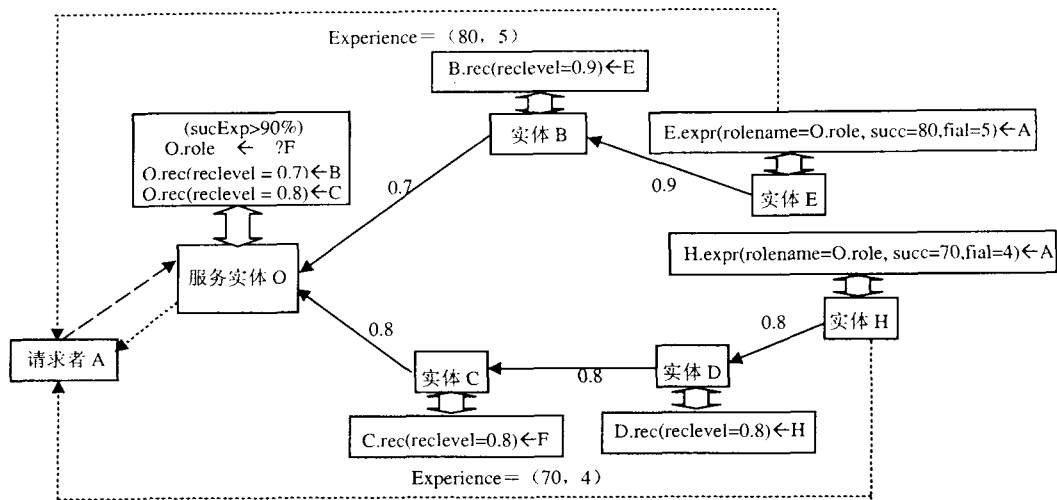 Experience＝（80，5）
B.rec(reclevel=0.9)←E
(sucExp>90%)
O.role ← ?F
O.rec(reclevel = 0.7)←B
O.rec(reclevel = 0.8)←C
实体 B
E.expr(rolename=O.role, succ=80,fial=5)←A
0.7
0.9
实体 E
H.expr(rolename=O.role, succ=70,fial=4)←A
服务实体 O
0.8
0.8
实体 H
请求者 A
实体 C
0.8
实体 D
C.rec(reclevel=0.8)←F
D.rec(reclevel=0.8)←H
Experience＝（70，4）